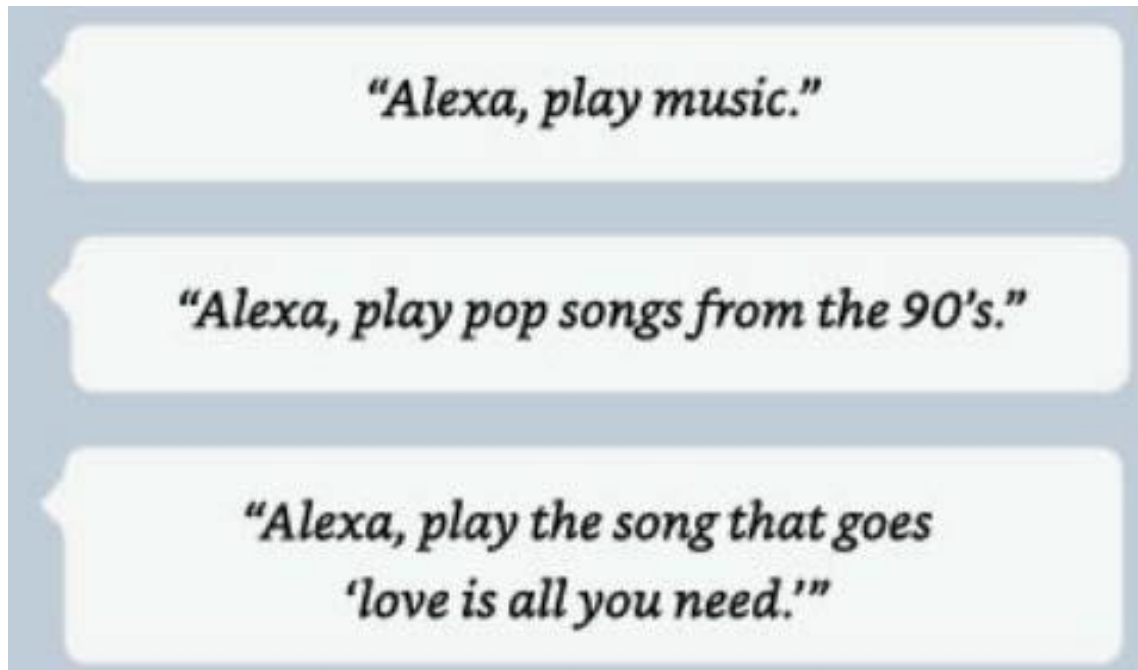 “Alexa, play music.”
“Alexa, play pop songs from the 90’s.”
“Alexa, play the song that goes
‘love is all you need.’”